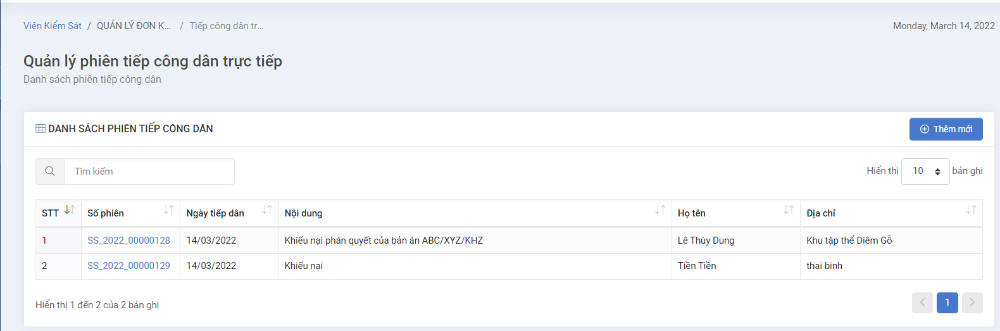 Viện Kiểm Sát / QUẢN LÝ ĐƠN K... / Tiếp công dân tr... Monday, March 14, 2022
Quản lý phiên tiếp công dân trực tiếp
Danh sách phiên tiếp công dân
DANH SÁCH PHIÊN TIẾP CÔNG DÂN Thêm mới
Tìm kiếm Hiển thị 10 bản ghi
STT Số phiên Ngày tiếp dân Nội dung Họ tên Địa chỉ
1 SS_2022_00000128 14/03/2022 Khiếu nại phán quyết của bản án ABC/XYZ/KHZ Lê Thùy Dung Khu tập thể Diêm Gỗ
2 SS_2022_00000129 14/03/2022 Khiếu nại Tiền Tiền thai binh
Hiển thị 1 đến 2 của 2 bản ghi 1